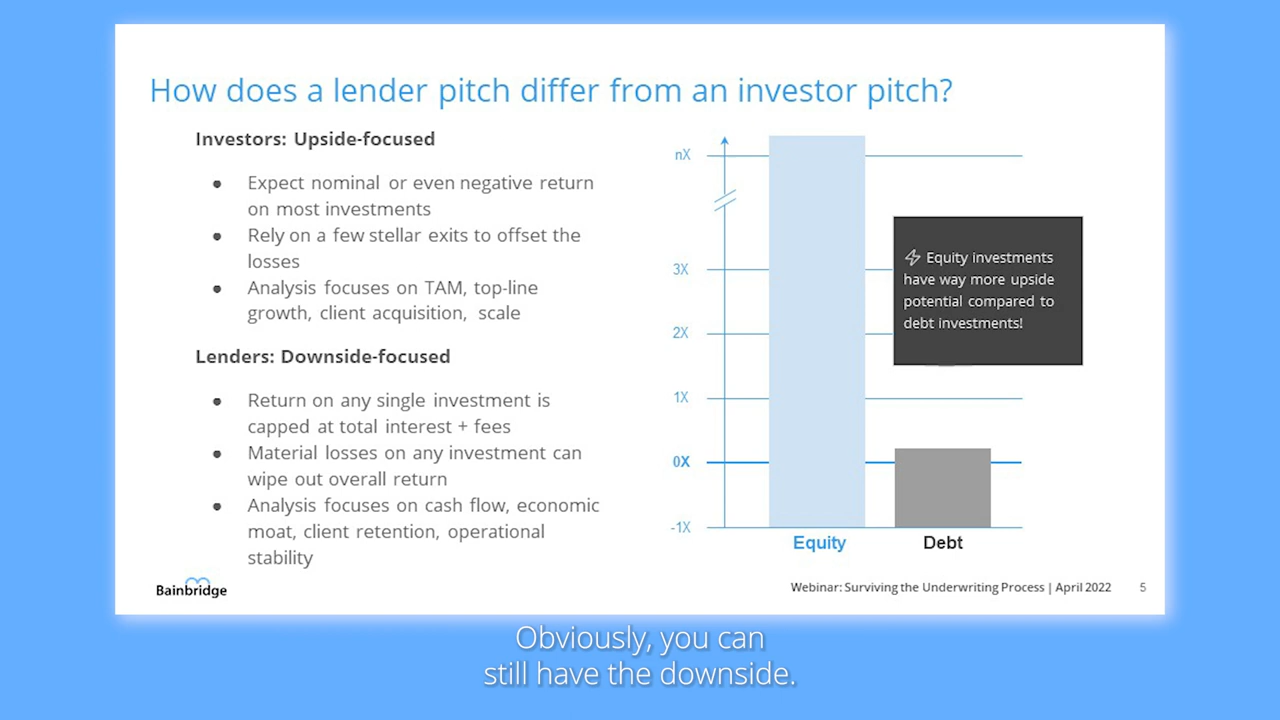 How does a lender pitch differ from an investor pitch?
Investors: Upside-focused
● Expect nominal or even negative return
on most investments
● Rely on a few stellar exits to offset the
losses
● Analysis focuses on TAM, top-line
growth, client acquisition, scale
Lenders: Downside-focused
● Return on any single investment is
capped at total interest + fees
● Material losses on any investment can
wipe out overall return
● Analysis focuses on cash flow, economic
moat, client retention, operational
stability
nX
3X
2X
1X
0X
-1X
Equity
Debt
Equity investments
have way more upside
potential compared to
debt investments!
Bainbridge
Webinar: Surviving the Underwriting Process | April 2022
5
Obviously, you can
still have the downside.